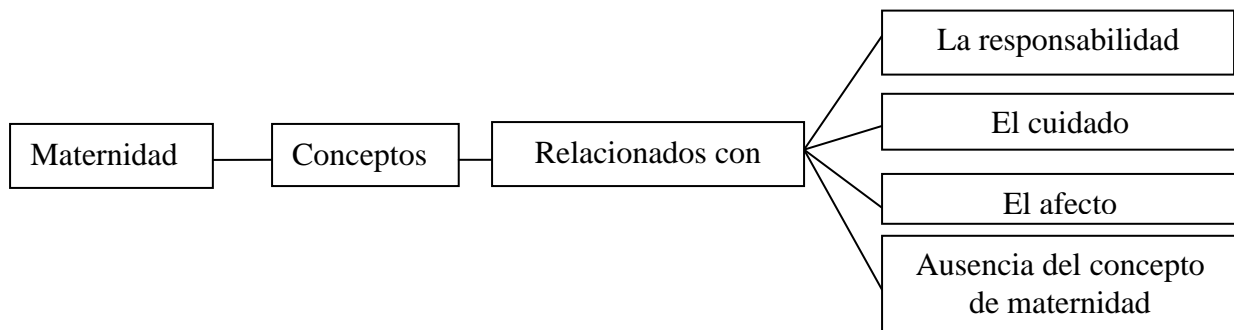 Maternidad
Conceptos
Relacionados con
La responsabilidad
El cuidado
El afecto
Ausencia del concepto
de maternidad